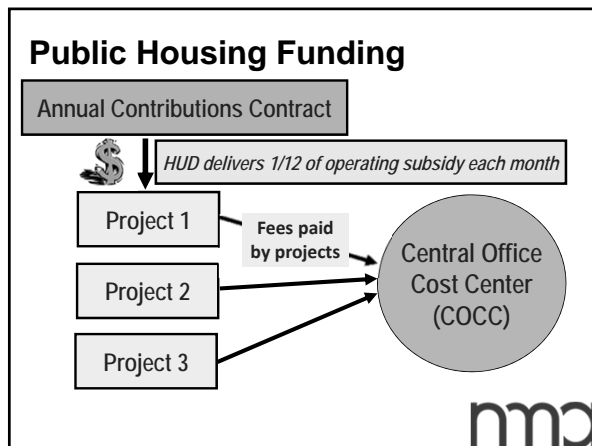 Public Housing Funding
Annual Contributions Contract
$
HUD delivers 1/12 of operating subsidy each month
Project 1
Fees paid
by projects
Project 2
Project 3
Central Office
Cost Center
(COCC)
nma